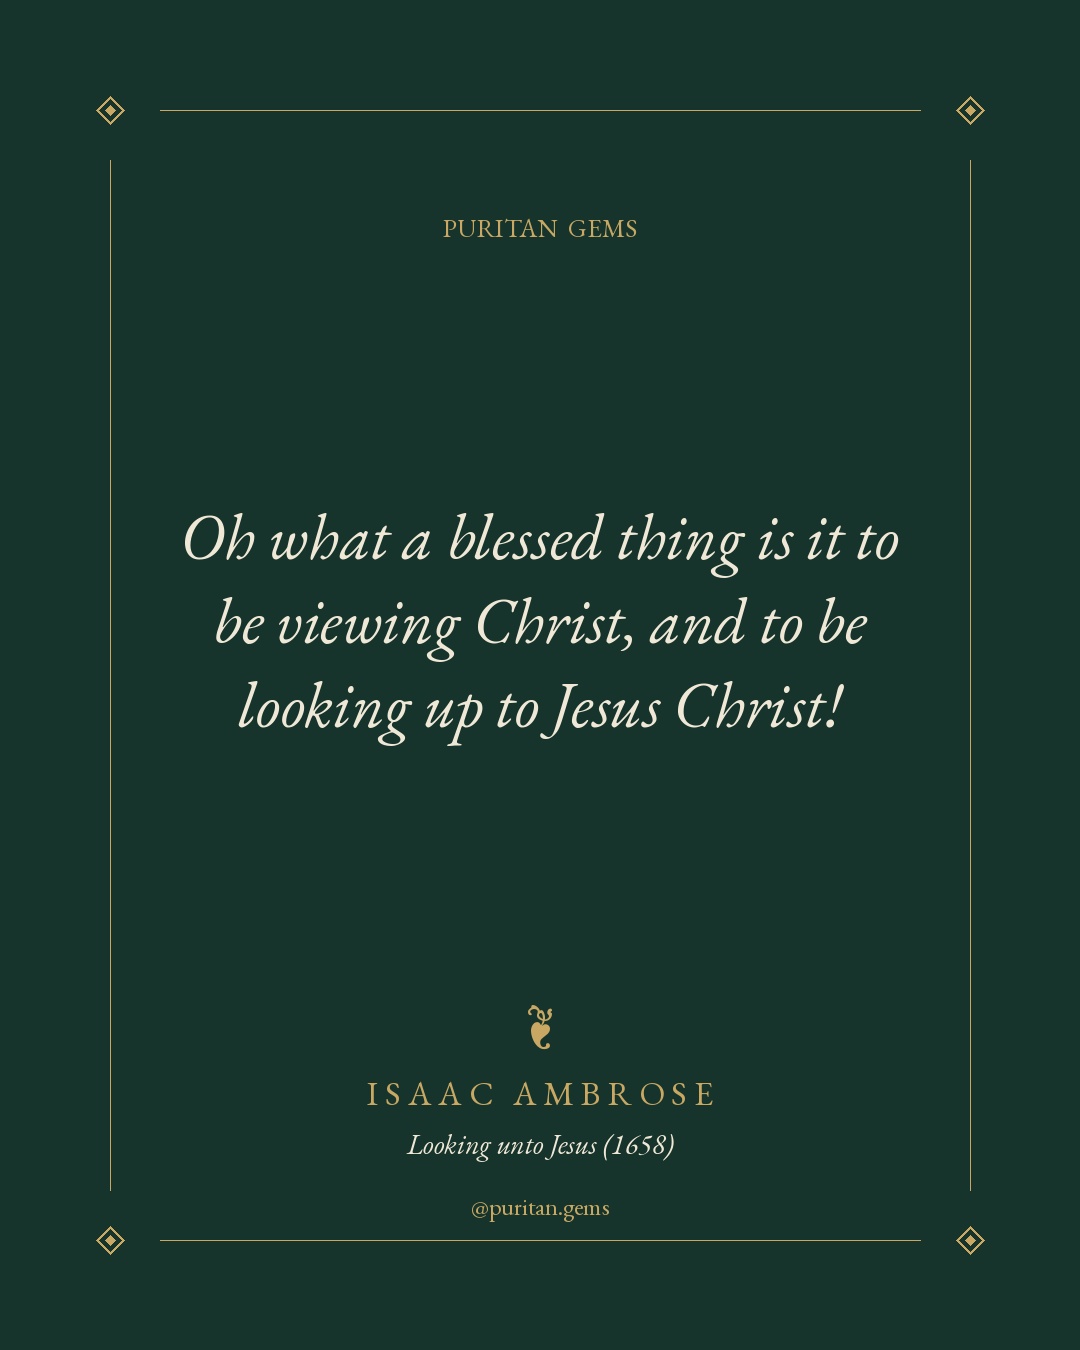 PURITAN GEMS
Oh what a blessed thing is it to
be viewing Christ, and to be
looking up to Jesus Christ!
ISAAC AMBROSE
Looking unto Jesus (1658)
@puritan.gems